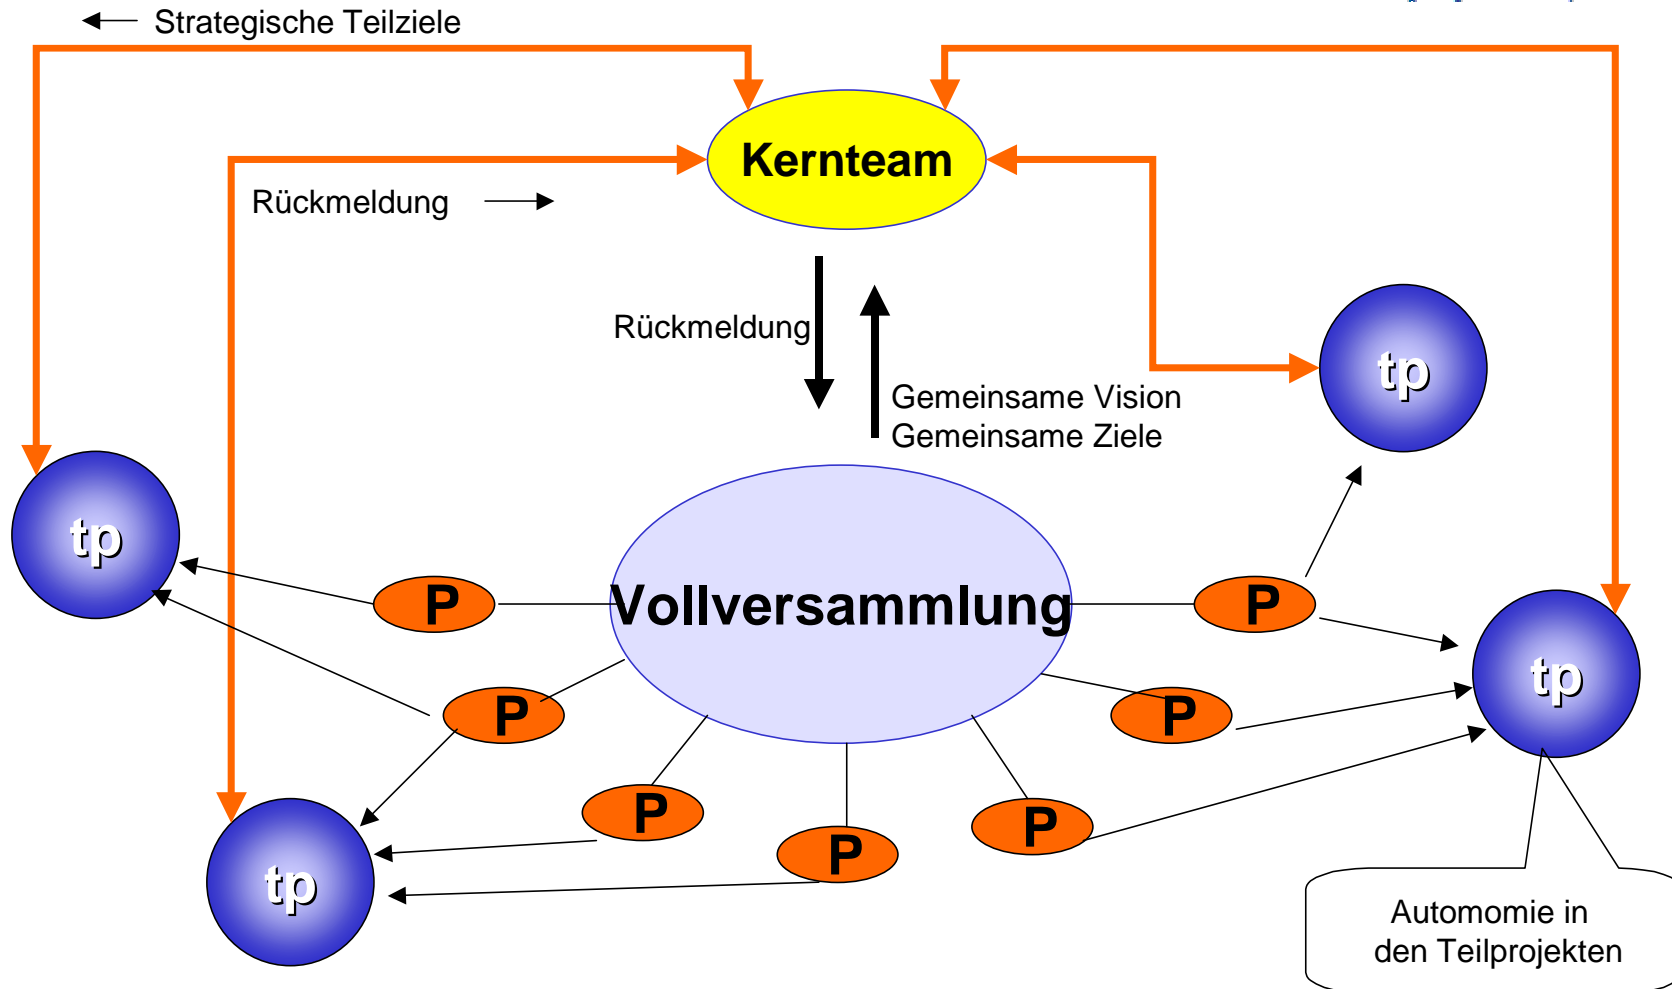 Strategische Teilziele
Kernteam
Rückmeldung
Rückmeldung
Gemeinsame Vision
Gemeinsame Ziele
tp
tp
P
Vollversammlung
P
tp
P
P
P
P
P
tp
Automomie in
den Teilprojekten